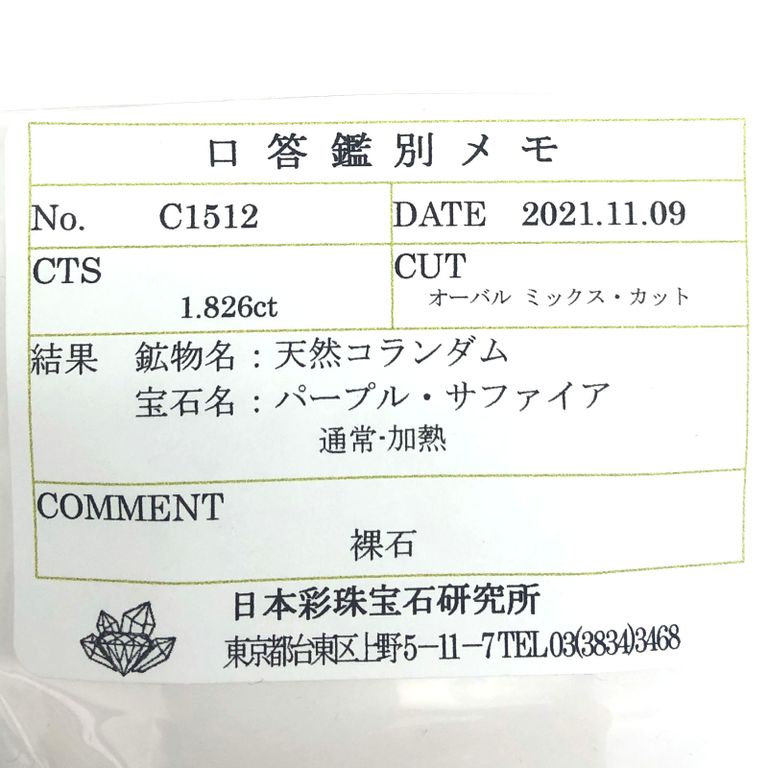 口答鑑別メモ
No. C1512
DATE 2021.11.09
CTS
1.826ct
CUT
オーバル ミックス・カット
結果 鉱物名：天然コランダム
宝石名：パープル・サファイア
通常-加熱
COMMENT
裸石
日本彩珠宝石研究所
東京都台東区上野5-11-7 TEL 03(3834)3468